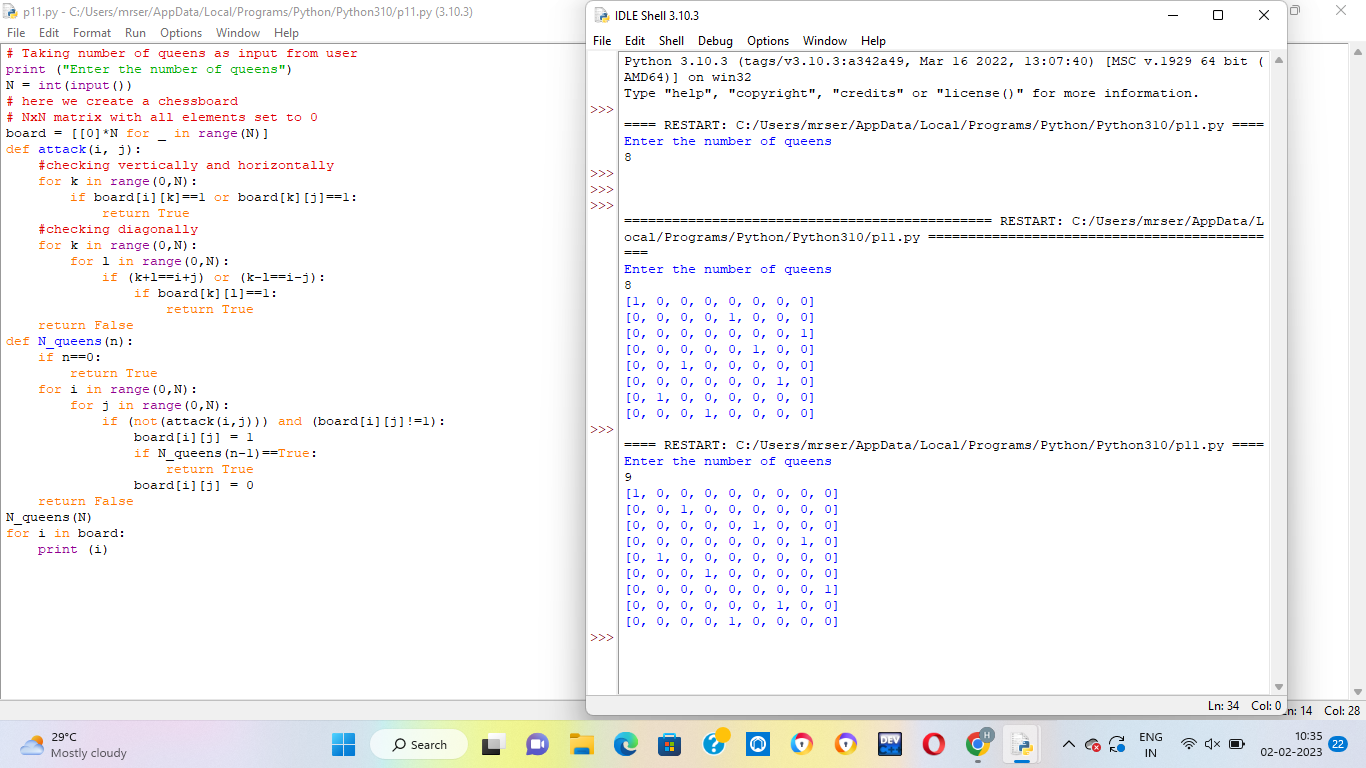 p11.py - C:/Users/mrser/AppData/Local/Programs/Python/Python310/p11.py (3.10.3)
File Edit Format Run Options Window Help
# Taking number of queens as input from user
print ("Enter the number of queens")
N = int(input())
# here we create a chessboard
# NxN matrix with all elements set to 0
board = [[0]*N for _ in range(N)]
def attack(i, j):
    #checking vertically and horizontally
    for k in range(0,N):
        if board[i][k]==1 or board[k][j]==1:
            return True
    #checking diagonally
    for k in range(0,N):
        for l in range(0,N):
            if (k+l==i+j) or (k-l==i-j):
                if board[k][l]==1:
                    return True
    return False
def N_queens(n):
    if n==0:
        return True
    for i in range(0,N):
        for j in range(0,N):
            if (not(attack(i,j))) and (board[i][j]!=1):
                board[i][j] = 1
                if N_queens(n-1)==True:
                    return True
                board[i][j] = 0
    return False
N_queens(N)
for i in board:
    print (i)
Ln: 14 Col: 28
IDLE Shell 3.10.3
File Edit Shell Debug Options Window Help
Python 3.10.3 (tags/v3.10.3:a342a49, Mar 16 2022, 13:07:40) [MSC v.1929 64 bit (
AMD64)] on win32
Type "help", "copyright", "credits" or "license()" for more information.
>>>
==== RESTART: C:/Users/mrser/AppData/Local/Programs/Python/Python310/p11.py ====
Enter the number of queens
8
>>>
>>>
>>>
============================================== RESTART: C:/Users/mrser/AppData/L
ocal/Programs/Python/Python310/p11.py ==========================================
===
Enter the number of queens
8
[1, 0, 0, 0, 0, 0, 0, 0]
[0, 0, 0, 0, 1, 0, 0, 0]
[0, 0, 0, 0, 0, 0, 0, 1]
[0, 0, 0, 0, 0, 1, 0, 0]
[0, 0, 1, 0, 0, 0, 0, 0]
[0, 0, 0, 0, 0, 0, 1, 0]
[0, 1, 0, 0, 0, 0, 0, 0]
[0, 0, 0, 1, 0, 0, 0, 0]
>>>
==== RESTART: C:/Users/mrser/AppData/Local/Programs/Python/Python310/p11.py ====
Enter the number of queens
9
[1, 0, 0, 0, 0, 0, 0, 0, 0]
[0, 0, 1, 0, 0, 0, 0, 0, 0]
[0, 0, 0, 0, 0, 1, 0, 0, 0]
[0, 0, 0, 0, 0, 0, 0, 1, 0]
[0, 1, 0, 0, 0, 0, 0, 0, 0]
[0, 0, 0, 1, 0, 0, 0, 0, 0]
[0, 0, 0, 0, 0, 0, 0, 0, 1]
[0, 0, 0, 0, 0, 0, 1, 0, 0]
[0, 0, 0, 0, 1, 0, 0, 0, 0]
>>>
Ln: 34 Col: 0
29°C
Mostly cloudy
Search
DEV
H
ENG
IN
10:35
02-02-2023
22